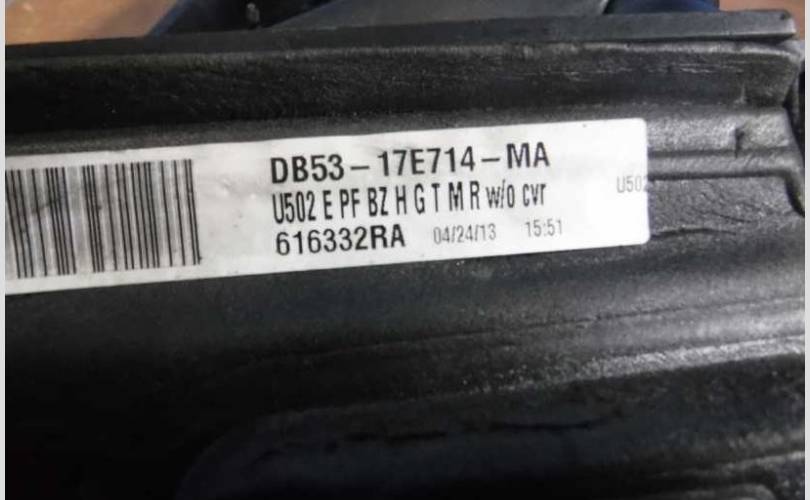 DB53-17E714-MA
U502 E PF BZ H G T M R w/o cvr
U502
616332RA 04/24/13 15:51